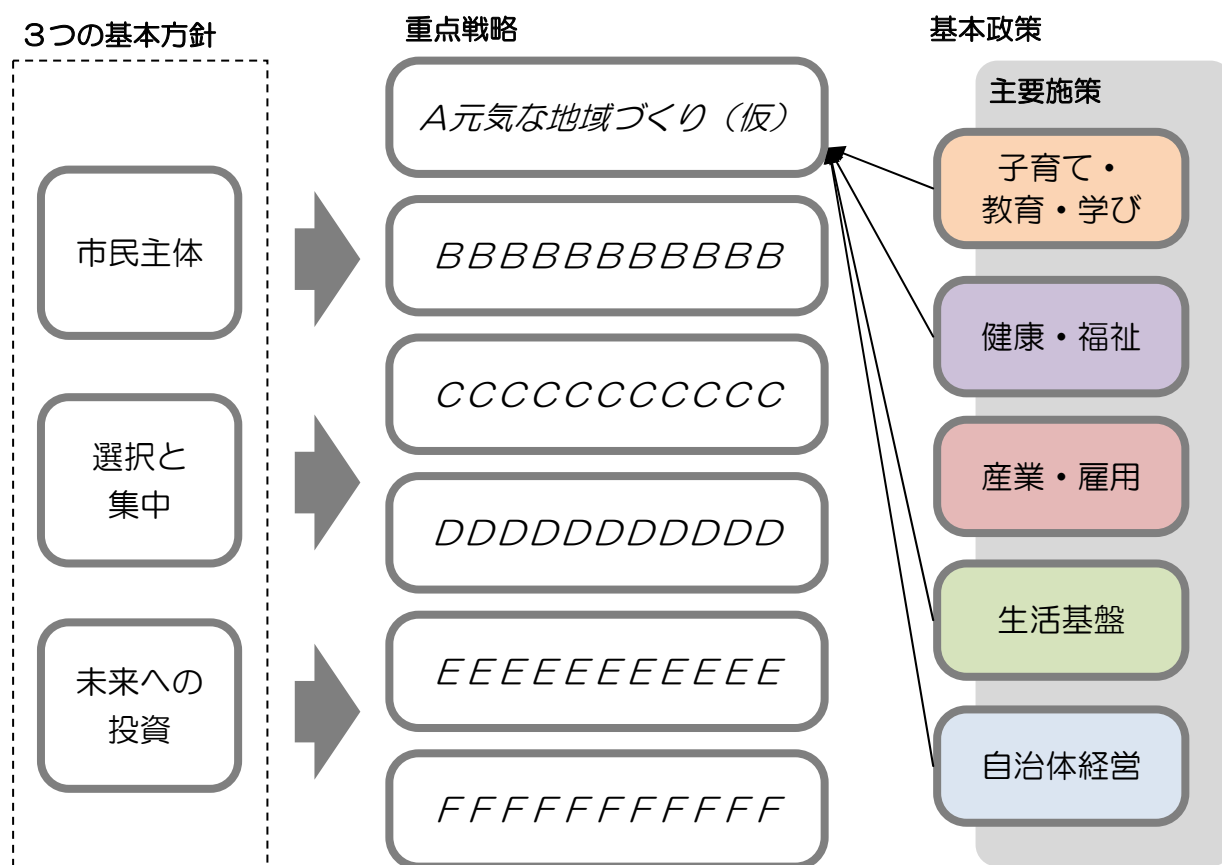 ３つの基本方針
市民主体
選択と
集中
未来への
投資
重点戦略
A元気な地域づくり（仮）
BBBBBBBBBBB
CCCCCCCCCCC
DDDDDDDDDDD
EEEEEEEEEEE
FFFFFFFFFFF
基本政策
主要施策
子育て・
教育・学び
健康・福祉
産業・雇用
生活基盤
自治体経営